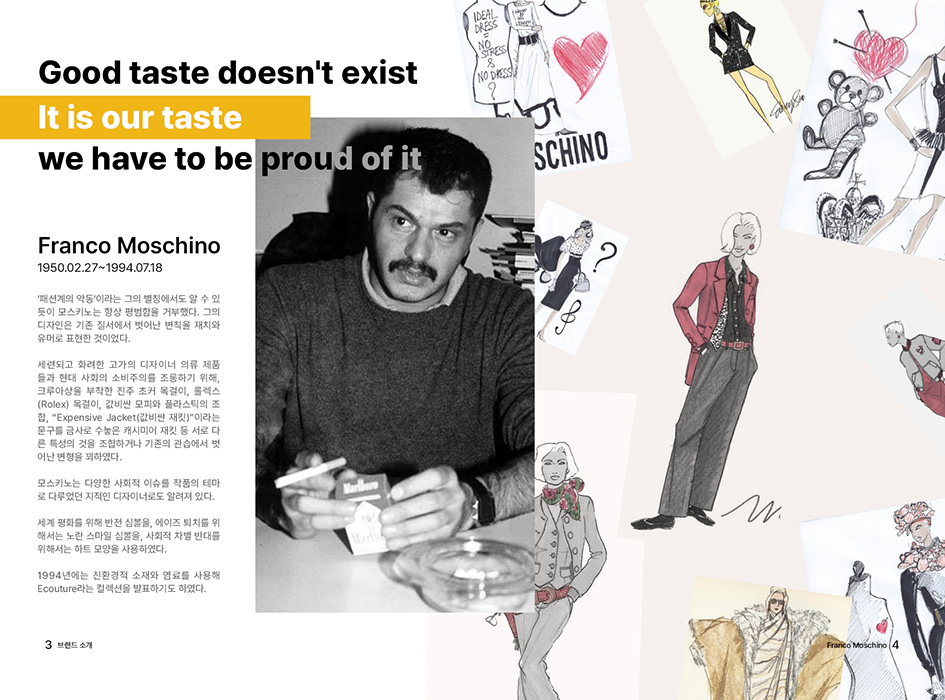 Good taste doesn't exist
It is our taste
we have to be proud of it
Franco Moschino
1950.02.27~1994.07.18
'패션계의 악동'이라는 그의 별칭에서도 알 수 있
듯이 모스키노는 항상 평범함을 거부했다. 그의
디자인은 기존 질서에서 벗어난 변칙을 재치와
유머로 표현한 것이었다.
세련되고 화려한 고가의 디자이너 의류 제품
들과 현대 사회의 소비주의를 조롱하기 위해,
크루아상을 부착한 진주 초커 목걸이, 롤렉스
(Rolex) 목걸이, 값비싼 모피와 플라스틱의 조
합, “Expensive Jacket(값비싼 재킷)”이라는
문구를 금사로 수놓은 캐시미어 재킷 등 서로 다
른 특성의 것을 조합하거나 기존의 관습에서 벗
어난 변형을 꾀하였다.
모스키노는 다양한 사회적 이슈를 작품의 테마
로 다루었던 지적인 디자이너로도 알려져 있다.
세계 평화를 위해 반전 심볼을, 에이즈 퇴치를 위
해서는 노란 스마일 심볼을, 사회적 차별 반대를
위해서는 하트 모양을 사용하였다.
1994년에는 친환경적 소재와 염료를 사용해
Ecouture라는 컬렉션을 발표하기도 하였다.
3 브랜드 소개
IDEAL
DRESS
=
NO
STRESS
&
NO DRESS
?
SCHINO
?
Marlboro
Franco Moschino 4